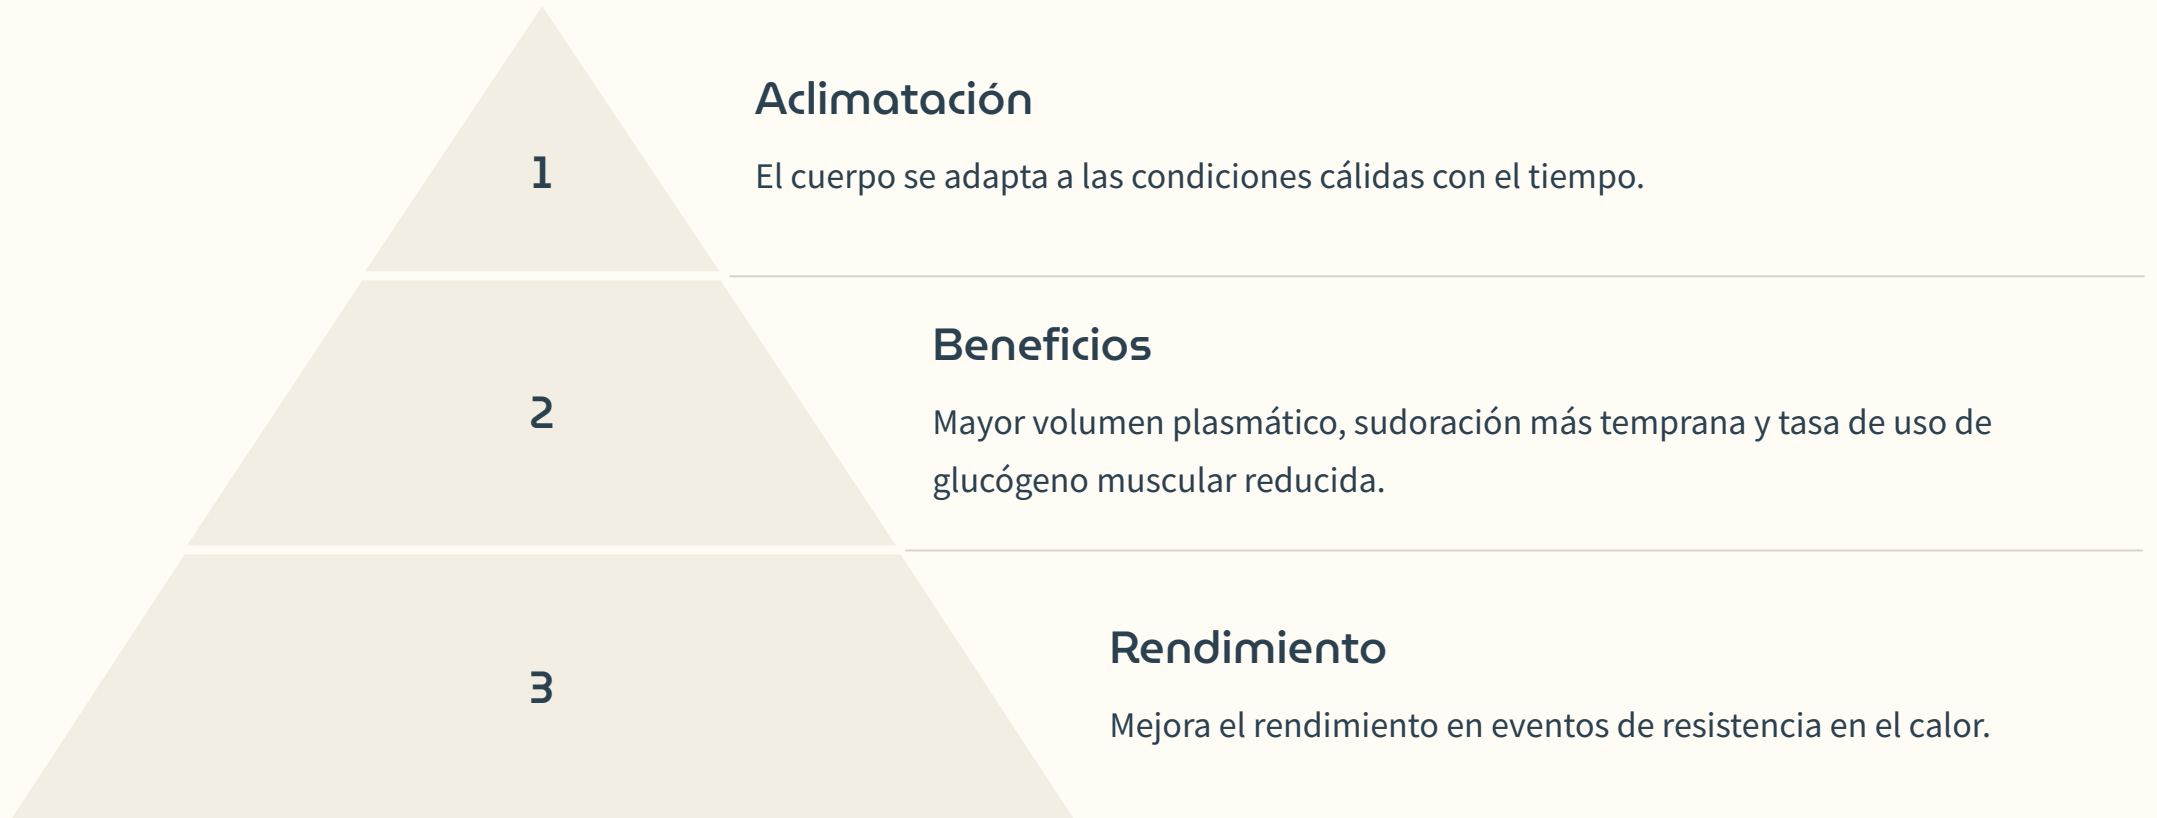 1
Aclimatación
El cuerpo se adapta a las condiciones cálidas con el tiempo.
2
Beneficios
Mayor volumen plasmático, sudoración más temprana y tasa de uso de
glucógeno muscular reducida.
3
Rendimiento
Mejora el rendimiento en eventos de resistencia en el calor.